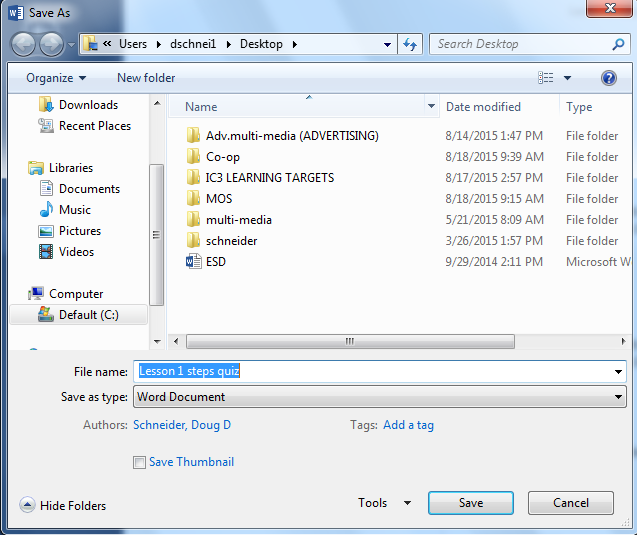 Save As
« Users dschnei1 Desktop Search Desktop
Organize New folder
Name Date modified Type
Downloads
Recent Places
Libraries
Documents
Music
Pictures
Videos
Computer
Default (C:)
Adv.multi-media (ADVERTISING) 8/14/2015 1:47 PM File folder
Co-op 8/18/2015 9:39 AM File folder
IC3 LEARNING TARGETS 8/17/2015 2:57 PM File folder
MOS 8/18/2015 9:15 AM File folder
multi-media 5/21/2015 8:09 AM File folder
schneider 3/26/2015 1:57 PM File folder
ESD 9/29/2014 2:11 PM Microsoft W
File name: Lesson 1 steps quiz
Save as type: Word Document
Authors: Schneider, Doug D Tags: Add a tag
Save Thumbnail
Hide Folders Tools Save Cancel